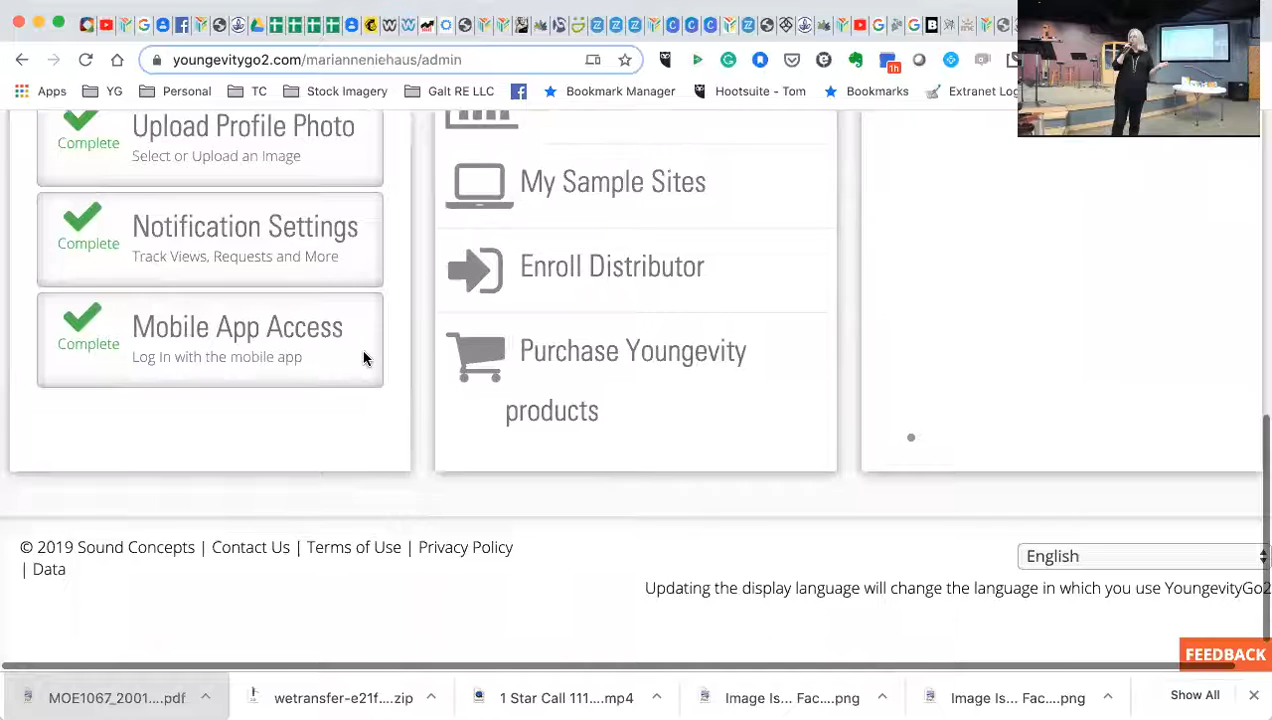 youngevitygo2.com/marianneniehaus/admin
1h
Apps
YG
Personal
TC
Stock Imagery
Galt RE LLC
Bookmark Manager
Hootsuite - Tom
Bookmarks
Extranet Log
Complete
Upload Profile Photo
Select or Upload an Image
Complete
Notification Settings
Track Views, Requests and More
Complete
Mobile App Access
Log In with the mobile app
My Sample Sites
Enroll Distributor
Purchase Youngevity
products
© 2019 Sound Concepts | Contact Us | Terms of Use | Privacy Policy
| Data
English
Updating the display language will change the language in which you use YoungevityGo2
FEEDBACK
MOE1067_2001....pdf
wetransfer-e21f....zip
1 Star Call 111....mp4
Image Is... Fac....png
Image Is... Fac....png
Show All